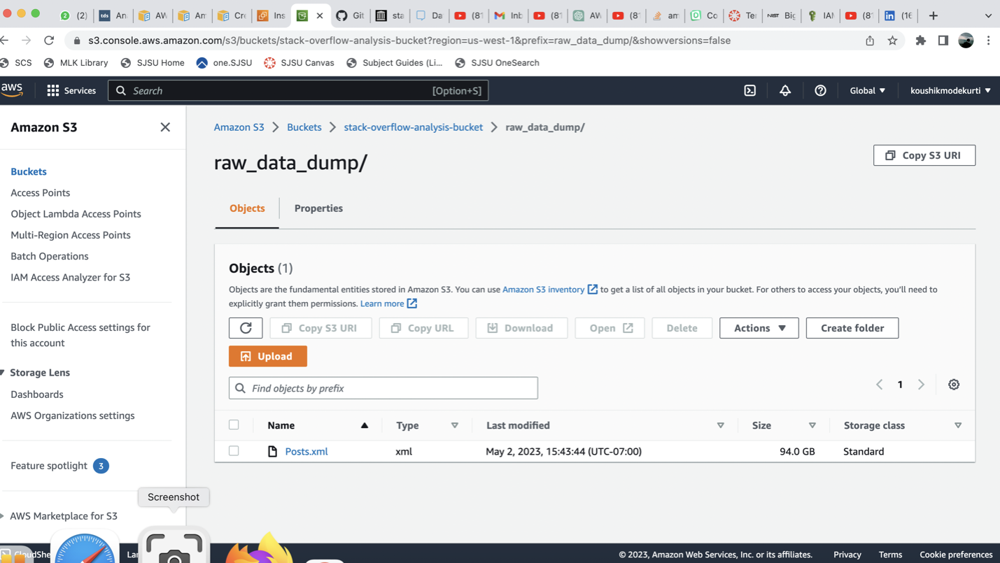 (2)
tds
An
AW
Am
Cre
Ins
Git
sta
Da
(81
Inb
(81
AW
(81
am
Co
Ter
NIST
Big
IAM
(81
(16
s3.console.aws.amazon.com/s3/buckets/stack-overflow-analysis-bucket?region=us-west-1&prefix=raw_data_dump/&showversions=false
SCS
MLK Library
SJSU Home
one.SJSU
SJSU Canvas
Subject Guides (Li...
SJSU OneSearch
aws
Services
Search
[Option+S]
Global
koushikmodekurti
Amazon S3
Buckets
Access Points
Object Lambda Access Points
Multi-Region Access Points
Batch Operations
IAM Access Analyzer for S3
Block Public Access settings for
this account
Storage Lens
Dashboards
AWS Organizations settings
Feature spotlight 3
AWS Marketplace for S3
Amazon S3
Buckets
stack-overflow-analysis-bucket
raw_data_dump/
raw_data_dump/
Copy S3 URI
Objects
Properties
Objects (1)
Objects are the fundamental entities stored in Amazon S3. You can use Amazon S3 inventory to get a list of all objects in your bucket. For others to access your objects, you'll need to
explicitly grant them permissions. Learn more
Copy S3 URI
Copy URL
Download
Open
Delete
Actions
Create folder
Upload
Find objects by prefix
1
Name
Type
Last modified
Size
Storage class
Posts.xml
xml
May 2, 2023, 15:43:44 (UTC-07:00)
94.0 GB
Standard
Screenshot
CloudShe
Lan
© 2023, Amazon Web Services, Inc. or its affiliates.
Privacy
Terms
Cookie preferences